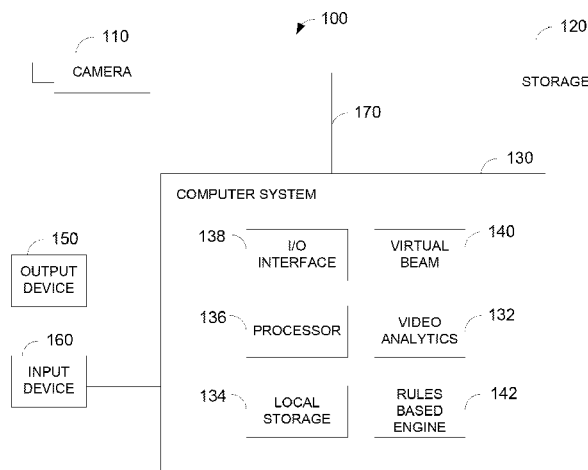 100
110
120
CAMERA
STORAGE
170
130
COMPUTER SYSTEM
150
138
I/O
INTERFACE
VIRTUAL
BEAM
140
OUTPUT
DEVICE
136
PROCESSOR
VIDEO
ANALYTICS
132
160
INPUT
DEVICE
134
LOCAL
STORAGE
RULES
BASED
ENGINE
142